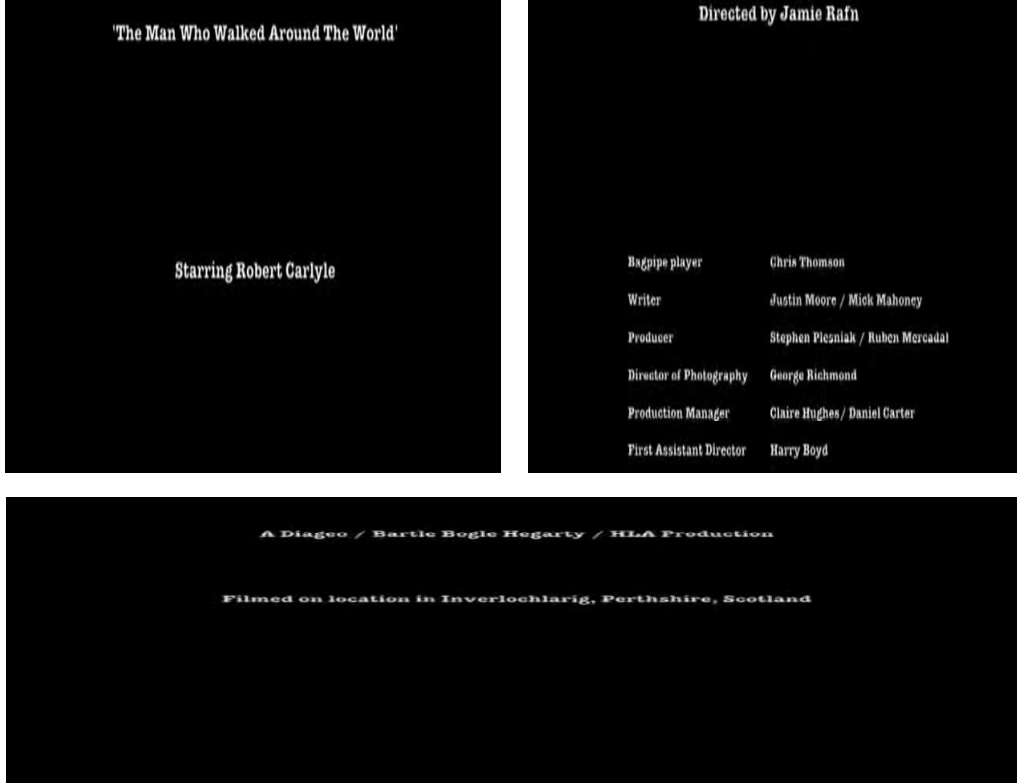 'The Man Who Walked Around The World'
Starring Robert Carlyle
Directed by Jamie Rafn
Bagpipe player Chris Thomson
Writer Justin Moore / Mick Mahoney
Producer Stephen Plesniak / Ruben Mercadal
Director of Photography George Richmond
Production Manager Claire Hughes/ Daniel Carter
First Assistant Director Harry Boyd
A Diageo / Bartle Bogle Hegarty / HLA Production
Filmed on location in Inverlochlarig, Perthshire, Scotland